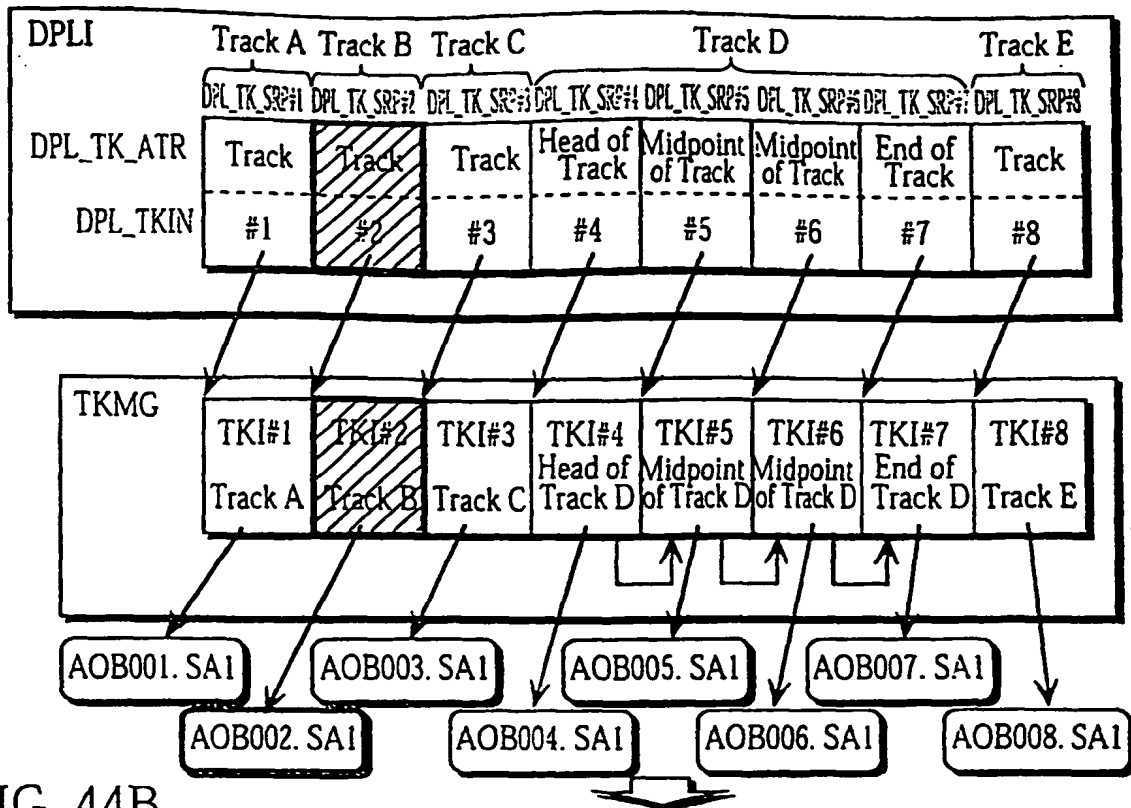 DPLI
Track A Track B Track C Track D Track E
DPL_TK_SRP#1 DPL_TK_SRP#2 DPL_TK_SRP#3 DPL_TK_SRP#4 DPL_TK_SRP#5 DPL_TK_SRP#6 DPL_TK_SRP#7 DPL_TK_SRP#8
DPL_TK_ATR Track Track Track Head of Track Midpoint of Track Midpoint of Track End of Track Track
DPL_TKIN #1 #2 #3 #4 #5 #6 #7 #8
TKMG
TKI#1 TKI#2 TKI#3 TKI#4 TKI#5 TKI#6 TKI#7 TKI#8
Track A Track B Track C Head of Track D Midpoint of Track D Midpoint of Track D End of Track D Track E
AOB001. SA1 AOB003. SA1 AOB005. SA1 AOB007. SA1
AOB002. SA1 AOB004. SA1 AOB006. SA1 AOB008. SA1
IG. 44B